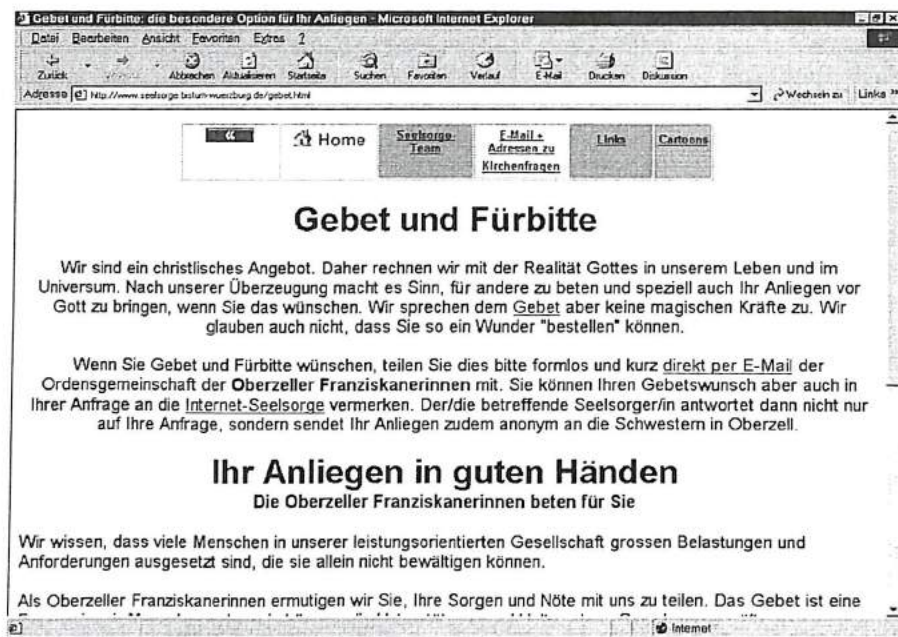 Gebet und Fürbitte: die besondere Option für Ihr Anliegen - Microsoft Internet Explorer
Datei Bearbeiten Ansicht Favoriten Extras ?
Zurück Abbrechen Aktualisieren Startseite Suchen Favoriten Verlauf E-Mail Drucken Diskussion
Adresse http://www.seelsorge.bistum-wuerzburg.de/gebet.html Wechseln zu Links »
«
Home
Seelsorge-
Team
E-Mail +
Adressen zu
Kirchenfragen
Links
Cartoons
Gebet und Fürbitte
Wir sind ein christlisches Angebot. Daher rechnen wir mit der Realität Gottes in unserem Leben und im
Universum. Nach unserer Überzeugung macht es Sinn, für andere zu beten und speziell auch Ihr Anliegen vor
Gott zu bringen, wenn Sie das wünschen. Wir sprechen dem Gebet aber keine magischen Kräfte zu. Wir
glauben auch nicht, dass Sie so ein Wunder "bestellen" können.
Wenn Sie Gebet und Fürbitte wünschen, teilen Sie dies bitte formlos und kurz direkt per E-Mail der
Ordensgemeinschaft der Oberzeller Franziskanerinnen mit. Sie können Ihren Gebetswunsch aber auch in
Ihrer Anfrage an die Internet-Seelsorge vermerken. Der/die betreffende Seelsorger/in antwortet dann nicht nur
auf Ihre Anfrage, sondern sendet Ihr Anliegen zudem anonym an die Schwestern in Oberzell.
Ihr Anliegen in guten Händen
Die Oberzeller Franziskanerinnen beten für Sie
Wir wissen, dass viele Menschen in unserer leistungsorientierten Gesellschaft grossen Belastungen und
Anforderungen ausgesetzt sind, die sie allein nicht bewältigen können.
Als Oberzeller Franziskanerinnen ermutigen wir Sie, Ihre Sorgen und Nöte mit uns zu teilen. Das Gebet ist eine
Internet